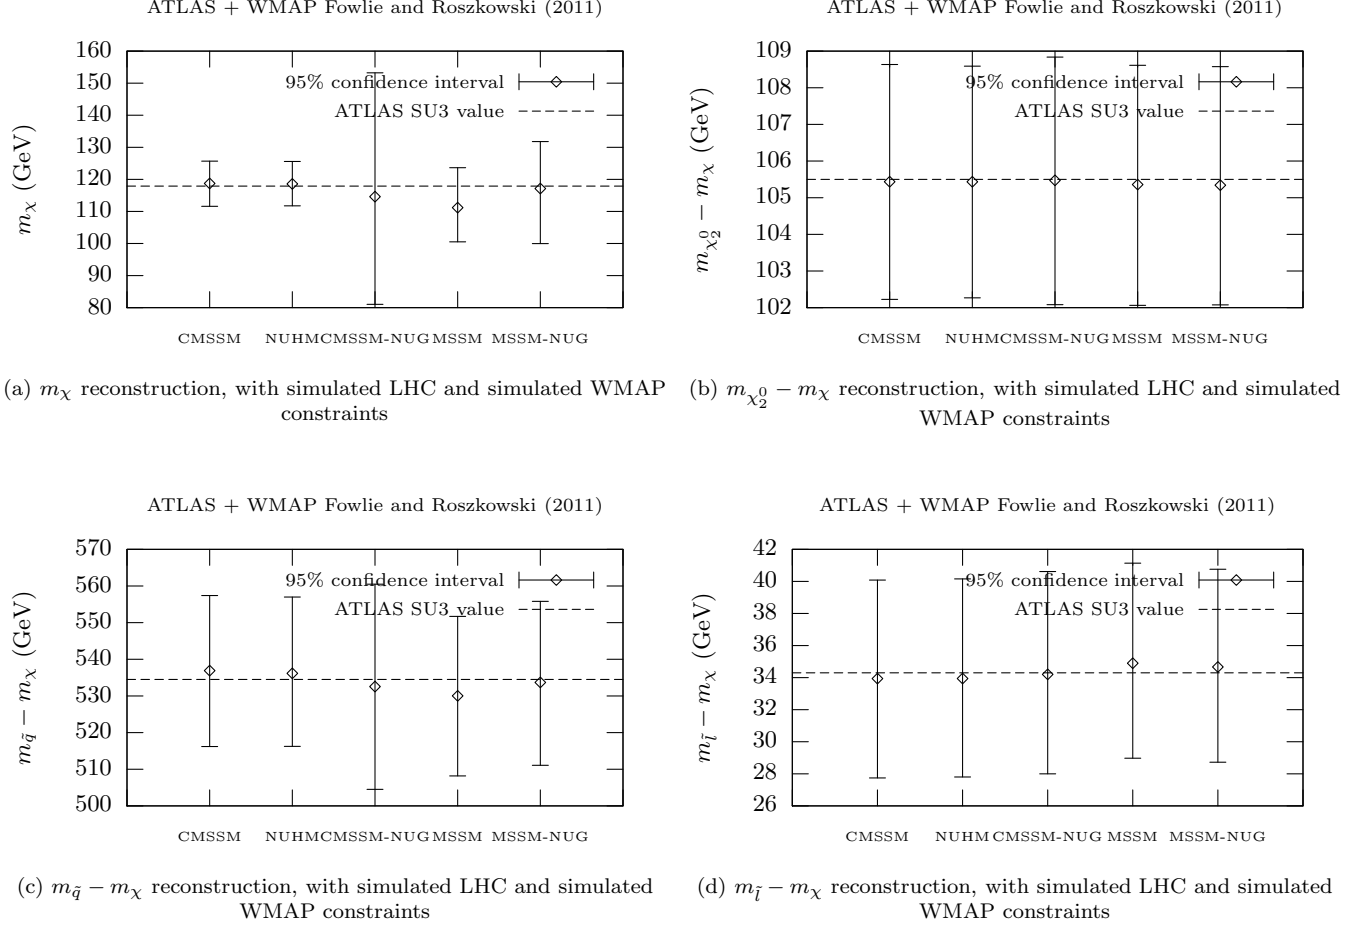 ATLAS + WMAP Fowlie and Roszkowski (2011)
160
150
140
130
120
110
100
90
80
m_χ (GeV)
95% confidence interval
ATLAS SU3 value
CMSSM NUHM CMSSM-NUG MSSM MSSM-NUG
(a) m_χ reconstruction, with simulated LHC and simulated WMAP
constraints
ATLAS + WMAP Fowlie and Roszkowski (2011)
109
108
107
106
105
104
103
102
m_{χ_2^0} − m_χ (GeV)
95% confidence interval
ATLAS SU3 value
CMSSM NUHM CMSSM-NUG MSSM MSSM-NUG
(b) m_{χ_2^0} − m_χ reconstruction, with simulated LHC and simulated
WMAP constraints
ATLAS + WMAP Fowlie and Roszkowski (2011)
570
560
550
540
530
520
510
500
m_q̃ − m_χ (GeV)
95% confidence interval
ATLAS SU3 value
CMSSM NUHM CMSSM-NUG MSSM MSSM-NUG
(c) m_q̃ − m_χ reconstruction, with simulated LHC and simulated
WMAP constraints
ATLAS + WMAP Fowlie and Roszkowski (2011)
42
40
38
36
34
32
30
28
26
m_l̃ − m_χ (GeV)
95% confidence interval
ATLAS SU3 value
CMSSM NUHM CMSSM-NUG MSSM MSSM-NUG
(d) m_l̃ − m_χ reconstruction, with simulated LHC and simulated
WMAP constraints